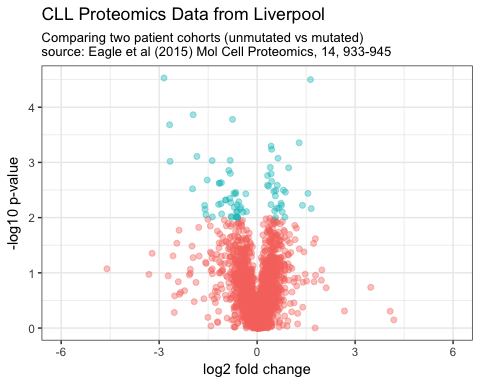 CLL Proteomics Data from Liverpool
Comparing two patient cohorts (unmutated vs mutated)
source: Eagle et al (2015) Mol Cell Proteomics, 14, 933-945
-log10 p-value
4
3
2
1
0
-6 -3 0 3 6
log2 fold change